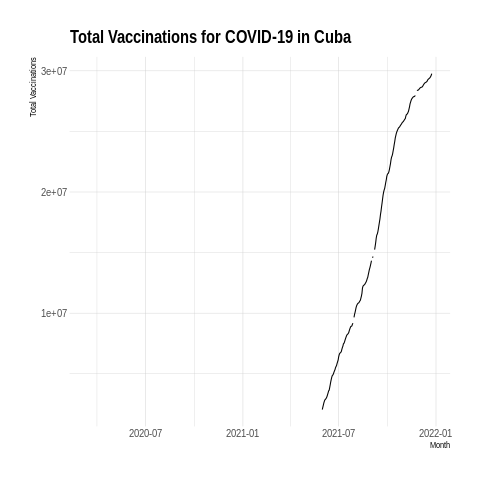 Total Vaccinations for COVID-19 in Cuba
Total Vaccinations
3e+07
2e+07
1e+07
2020-07 2021-01 2021-07 2022-01
Month